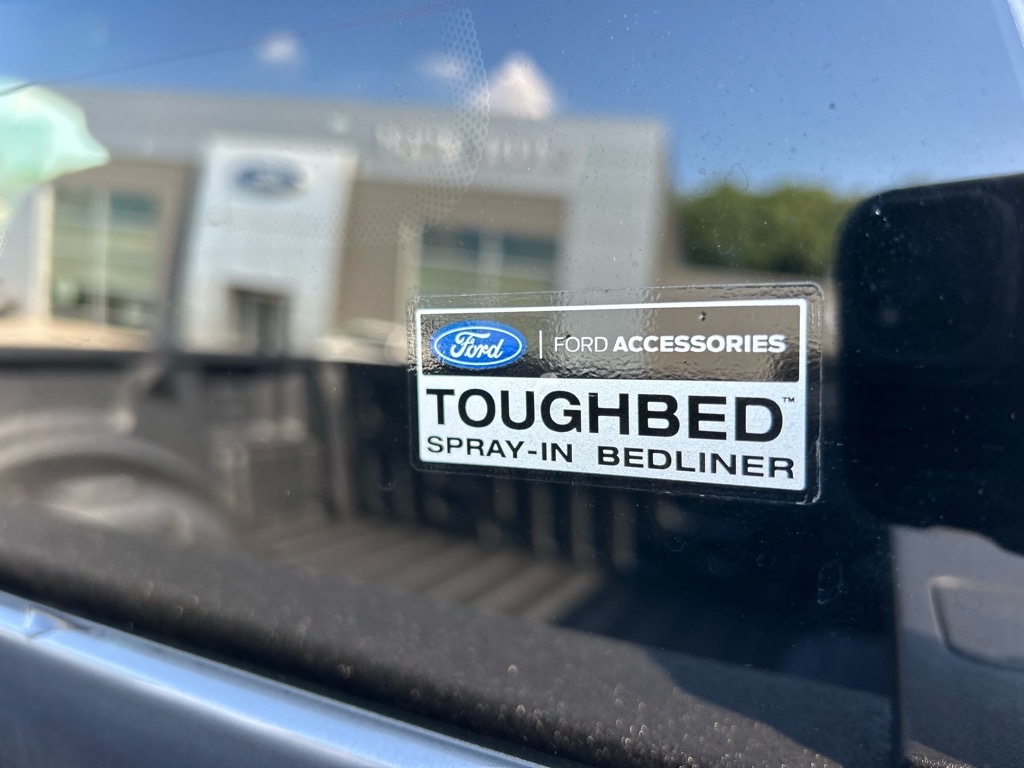 Ford | FORD ACCESSORIES
TOUGHBED™
SPRAY-IN BEDLINER